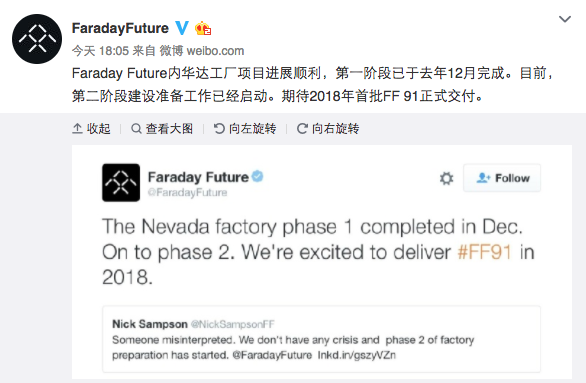 FaradayFuture
今天 18:05 来自 微博 weibo.com
Faraday Future内华达工厂项目进展顺利，第一阶段已于去年12月完成。目前，
第二阶段建设准备工作已经启动。期待2018年首批FF 91正式交付。
收起 查看大图 向左旋转 向右旋转
Faraday Future
@FaradayFuture
Follow
The Nevada factory phase 1 completed in Dec.
On to phase 2. We're excited to deliver #FF91 in
2018.
Nick Sampson @NickSampsonFF
Someone misinterpreted. We don't have any crisis and phase 2 of factory
preparation has started. @FaradayFuture lnkd.in/gszyVZn